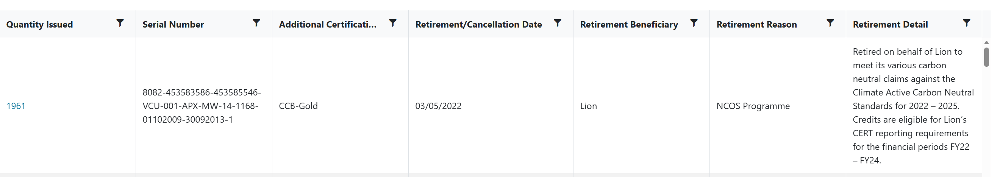 Quantity Issued
Serial Number
Additional Certificati...
Retirement/Cancellation Date
Retirement Beneficiary
Retirement Reason
Retirement Detail
1961
8082-453583586-453585546-
VCU-001-APX-MW-14-1168-
01102009-30092013-1
CCB-Gold
03/05/2022
Lion
NCOS Programme
Retired on behalf of Lion to
meet its various carbon
neutral claims against the
Climate Active Carbon Neutral
Standards for 2022 – 2025.
Credits are eligible for Lion’s
CERT reporting requirements
for the financial periods FY22
– FY24.